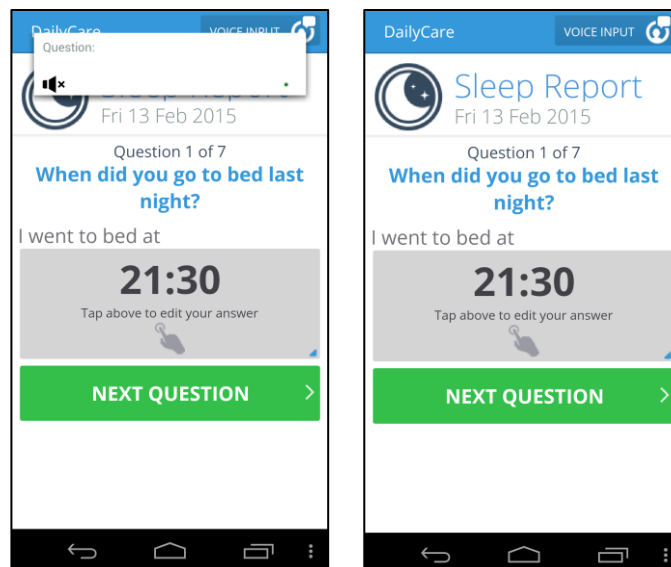 DailyCare
VOICE INPUT
Question:
Fri 13 Feb 2015
Question 1 of 7
When did you go to bed last
night?
I went to bed at
21:30
Tap above to edit your answer
NEXT QUESTION
DailyCare
VOICE INPUT
Sleep Report
Fri 13 Feb 2015
Question 1 of 7
When did you go to bed last
night?
I went to bed at
21:30
Tap above to edit your answer
NEXT QUESTION